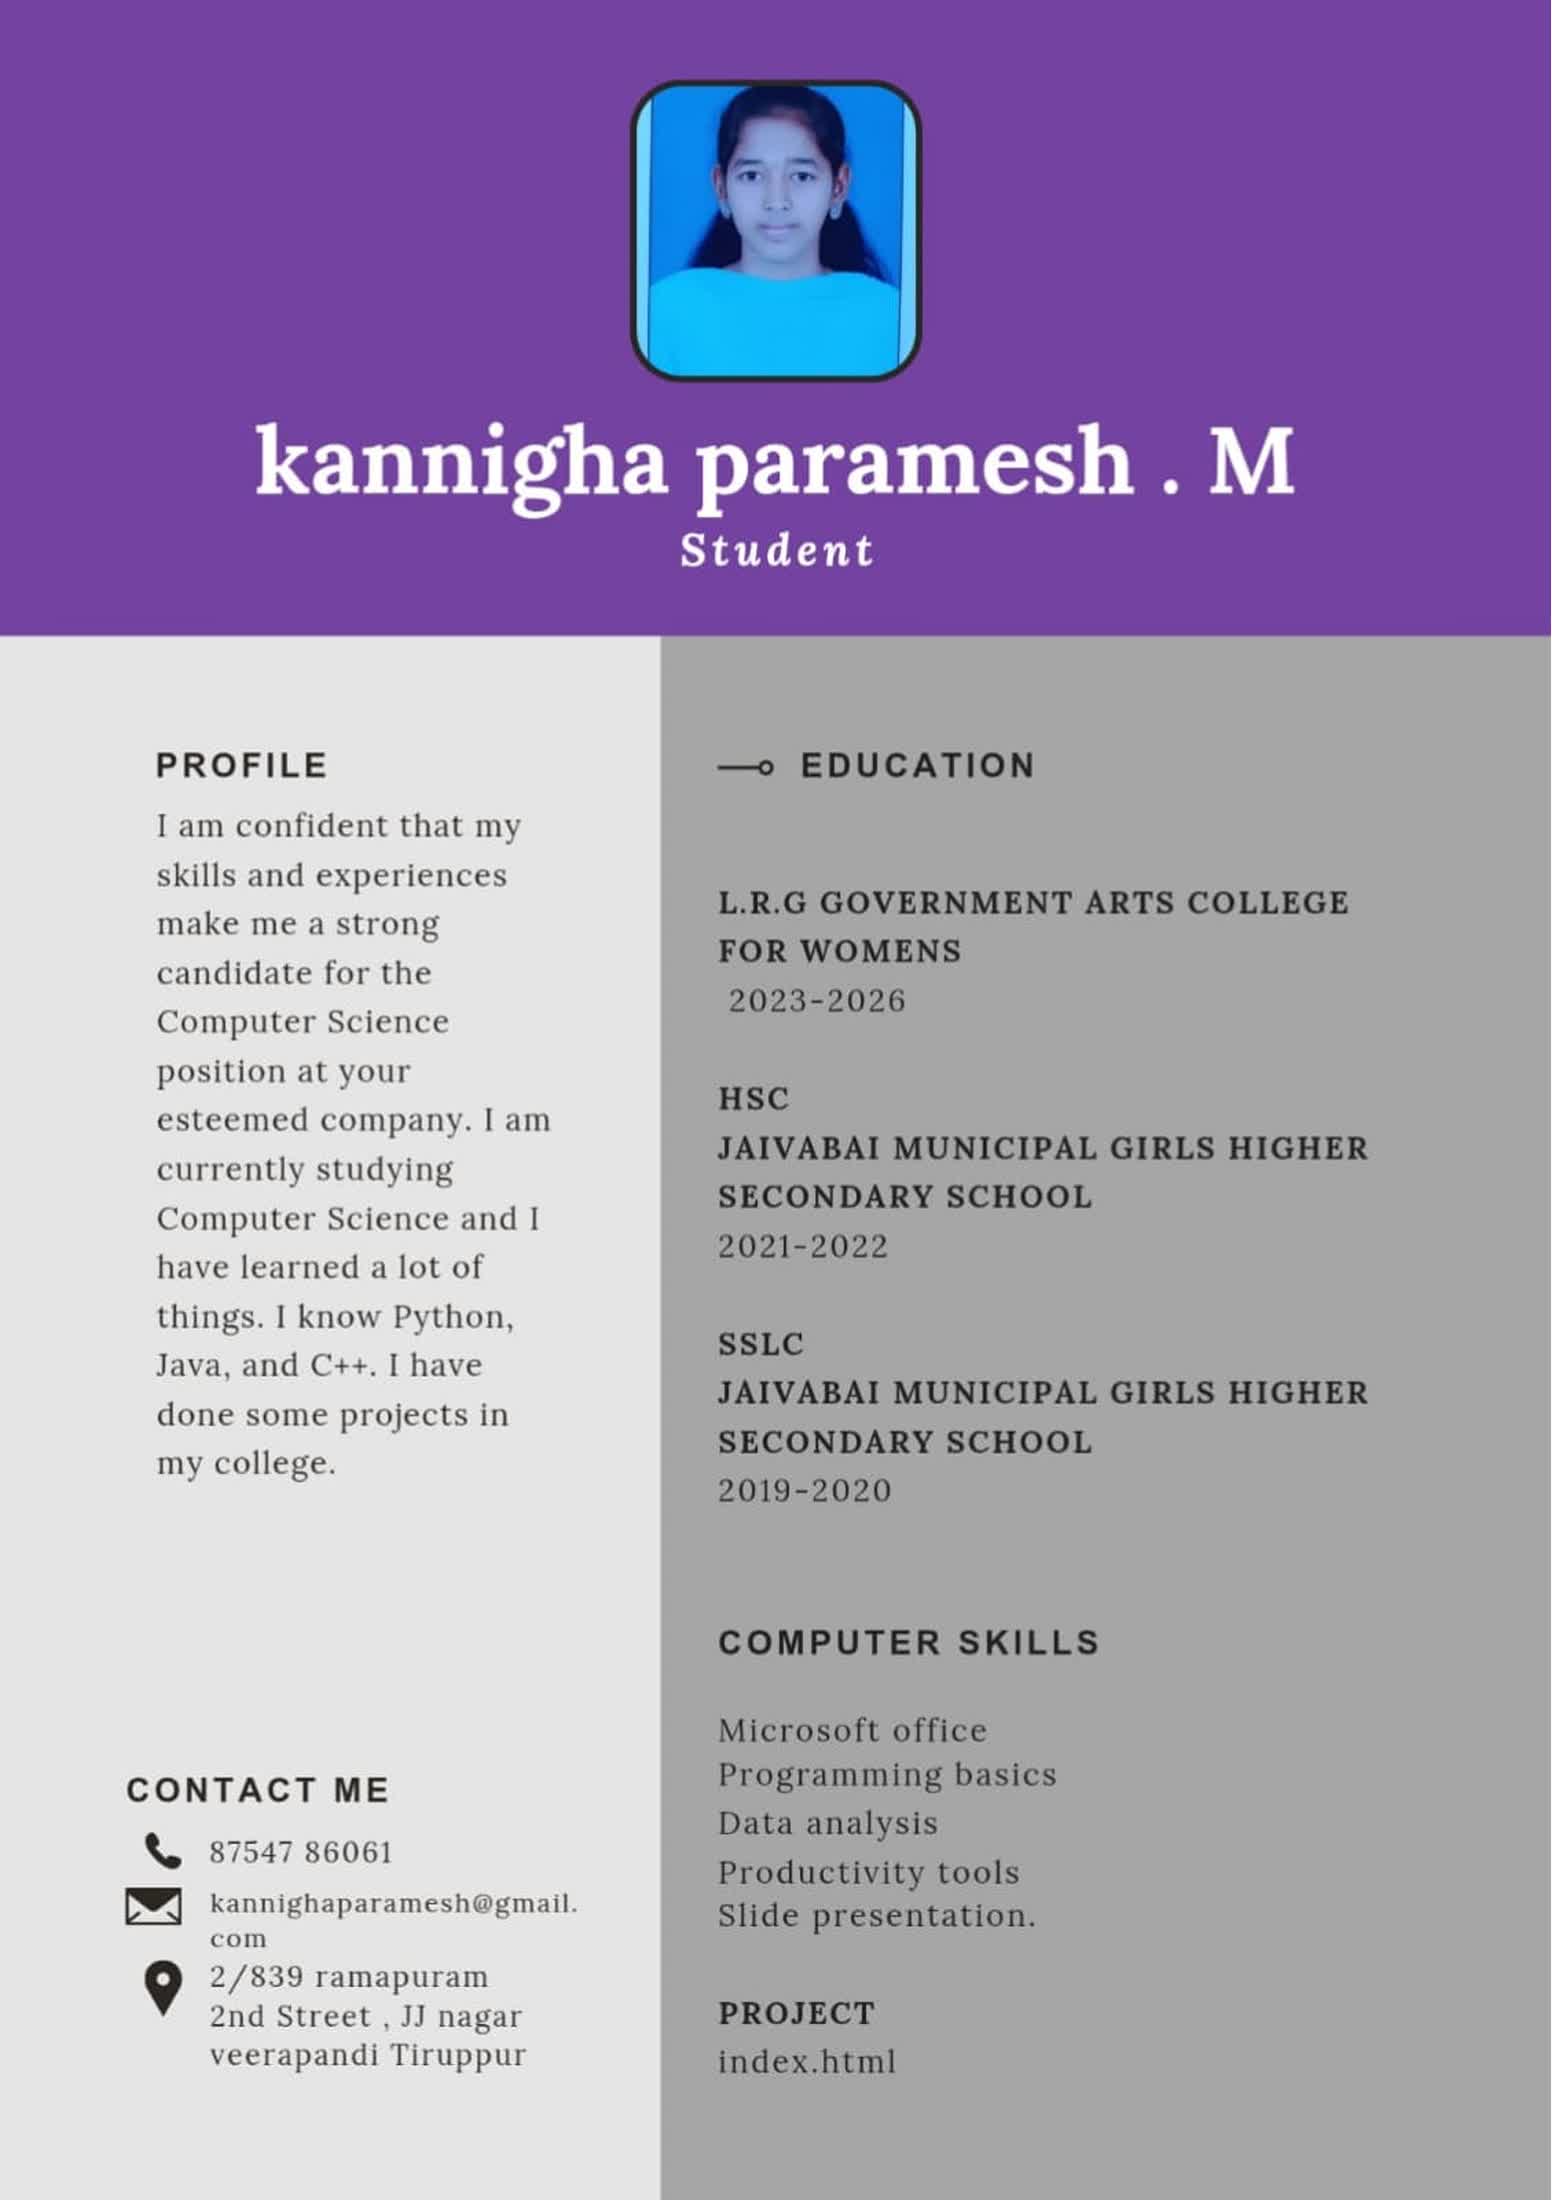 kannigha paramesh . M
Student
PROFILE
I am confident that my
skills and experiences
make me a strong
candidate for the
Computer Science
position at your
esteemed company. I am
currently studying
Computer Science and I
have learned a lot of
things. I know Python,
Java, and C++. I have
done some projects in
my college.
CONTACT ME
87547 86061
kannighaparamesh@gmail.
com
2/839 ramapuram
2nd Street , JJ nagar
veerapandi Tiruppur
EDUCATION
L.R.G GOVERNMENT ARTS COLLEGE
FOR WOMENS
2023-2026
HSC
JAIVABAI MUNICIPAL GIRLS HIGHER
SECONDARY SCHOOL
2021-2022
SSLC
JAIVABAI MUNICIPAL GIRLS HIGHER
SECONDARY SCHOOL
2019-2020
COMPUTER SKILLS
Microsoft office
Programming basics
Data analysis
Productivity tools
Slide presentation.
PROJECT
index.html